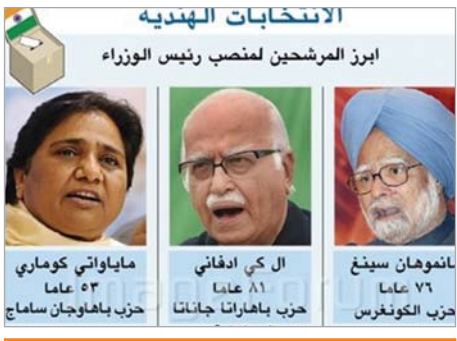 الانتخابات الهندية
ابرز المرشحين لمنصب رئيس الوزراء
مانموهان سينغ
٧٦ عاما
حزب الكونغرس
ال كي ادفاني
٨١ عاما
حزب باهاراتا جاناتا
ماياواتي كوماري
٥٣ عاما
حزب باهاوجان ساماج